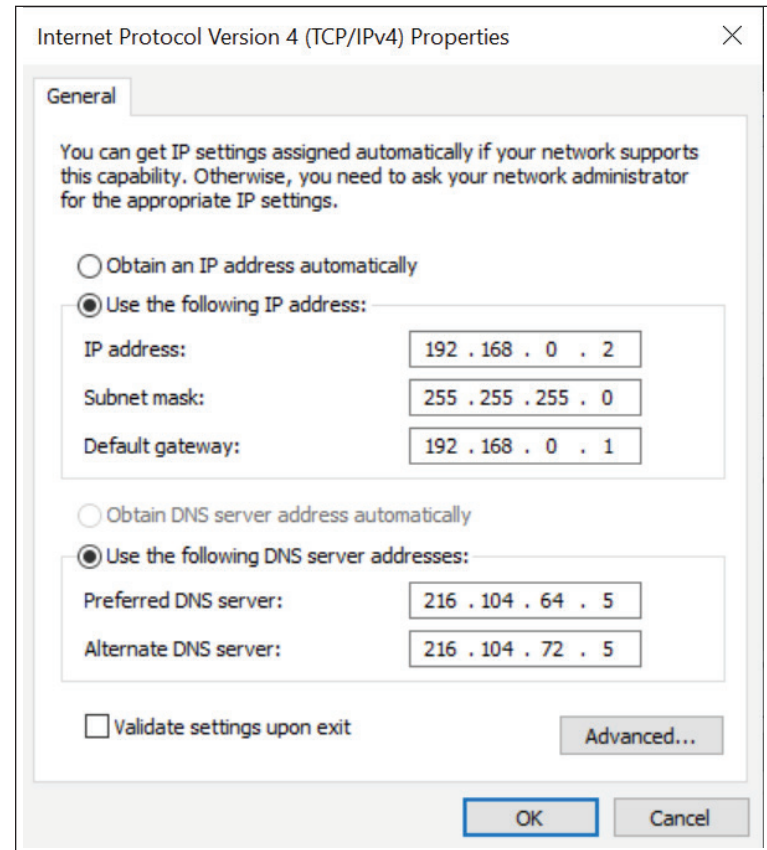 Internet Protocol Version 4 (TCP/IPv4) Properties
General
You can get IP settings assigned automatically if your network supports
this capability. Otherwise, you need to ask your network administrator
for the appropriate IP settings.
Obtain an IP address automatically
Use the following IP address:
IP address: 192 . 168 . 0 . 2
Subnet mask: 255 . 255 . 255 . 0
Default gateway: 192 . 168 . 0 . 1
Obtain DNS server address automatically
Use the following DNS server addresses:
Preferred DNS server: 216 . 104 . 64 . 5
Alternate DNS server: 216 . 104 . 72 . 5
Validate settings upon exit
Advanced...
OK Cancel